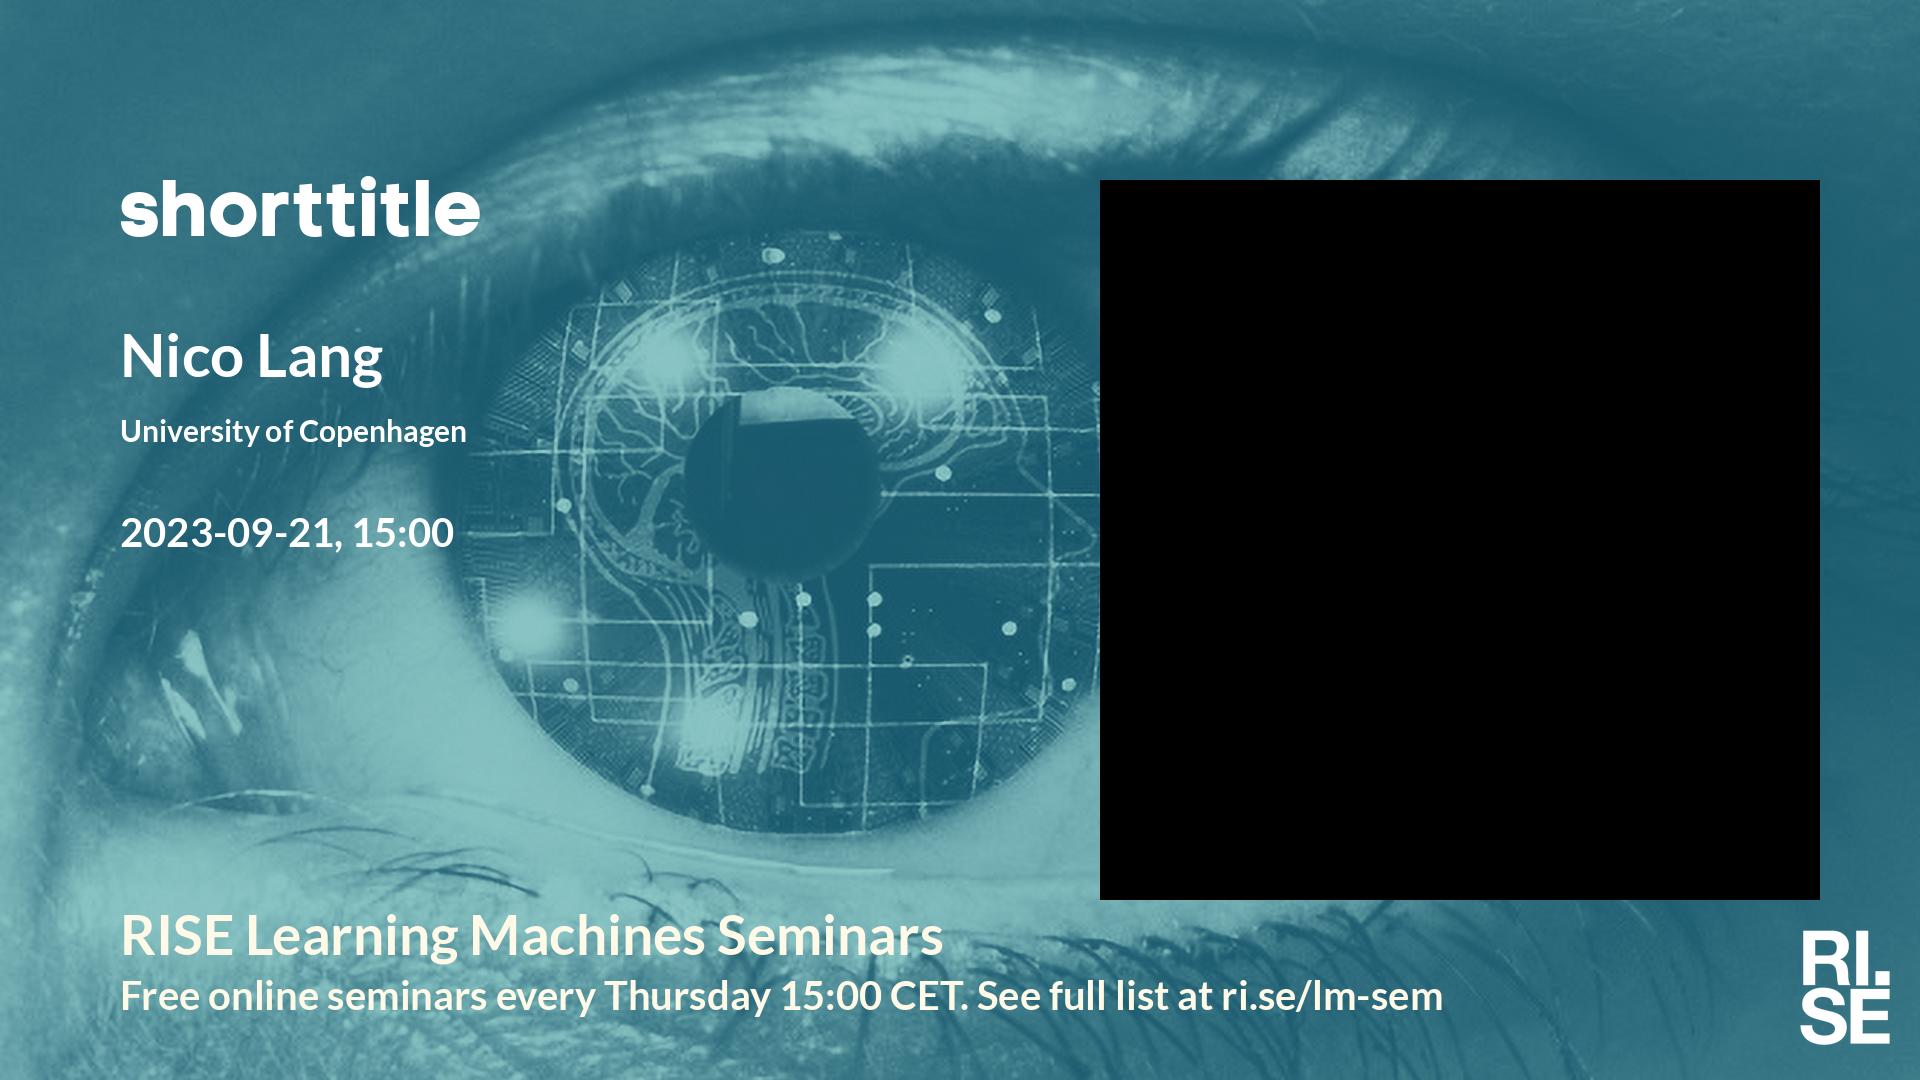 shorttitle
Nico Lang
University of Copenhagen
2023-09-21, 15:00
RISE Learning Machines Seminars
Free online seminars every Thursday 15:00 CET. See full list at ri.se/lm-sem
RI.
SE